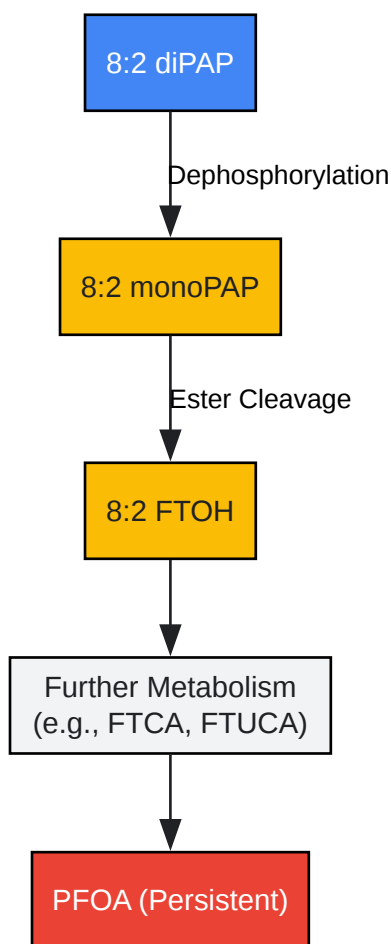 8:2 diPAP
Dephosphorylation
8:2 monoPAP
Ester Cleavage
8:2 FTOH
Further Metabolism
(e.g., FTCA, FTUCA)
PFOA (Persistent)